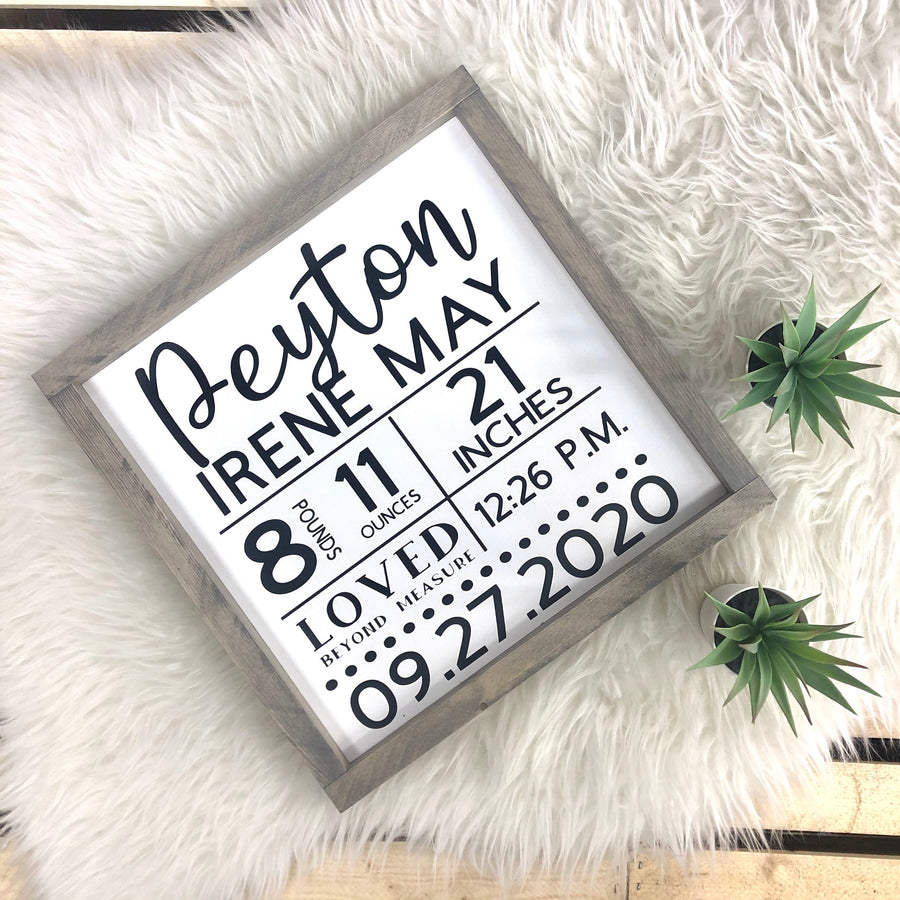 Peyton
IRENE MAY
8 POUNDS 11 OUNCES
21 INCHES
LOVED
BEYOND MEASURE
12:26 P.M.
09.27.2020